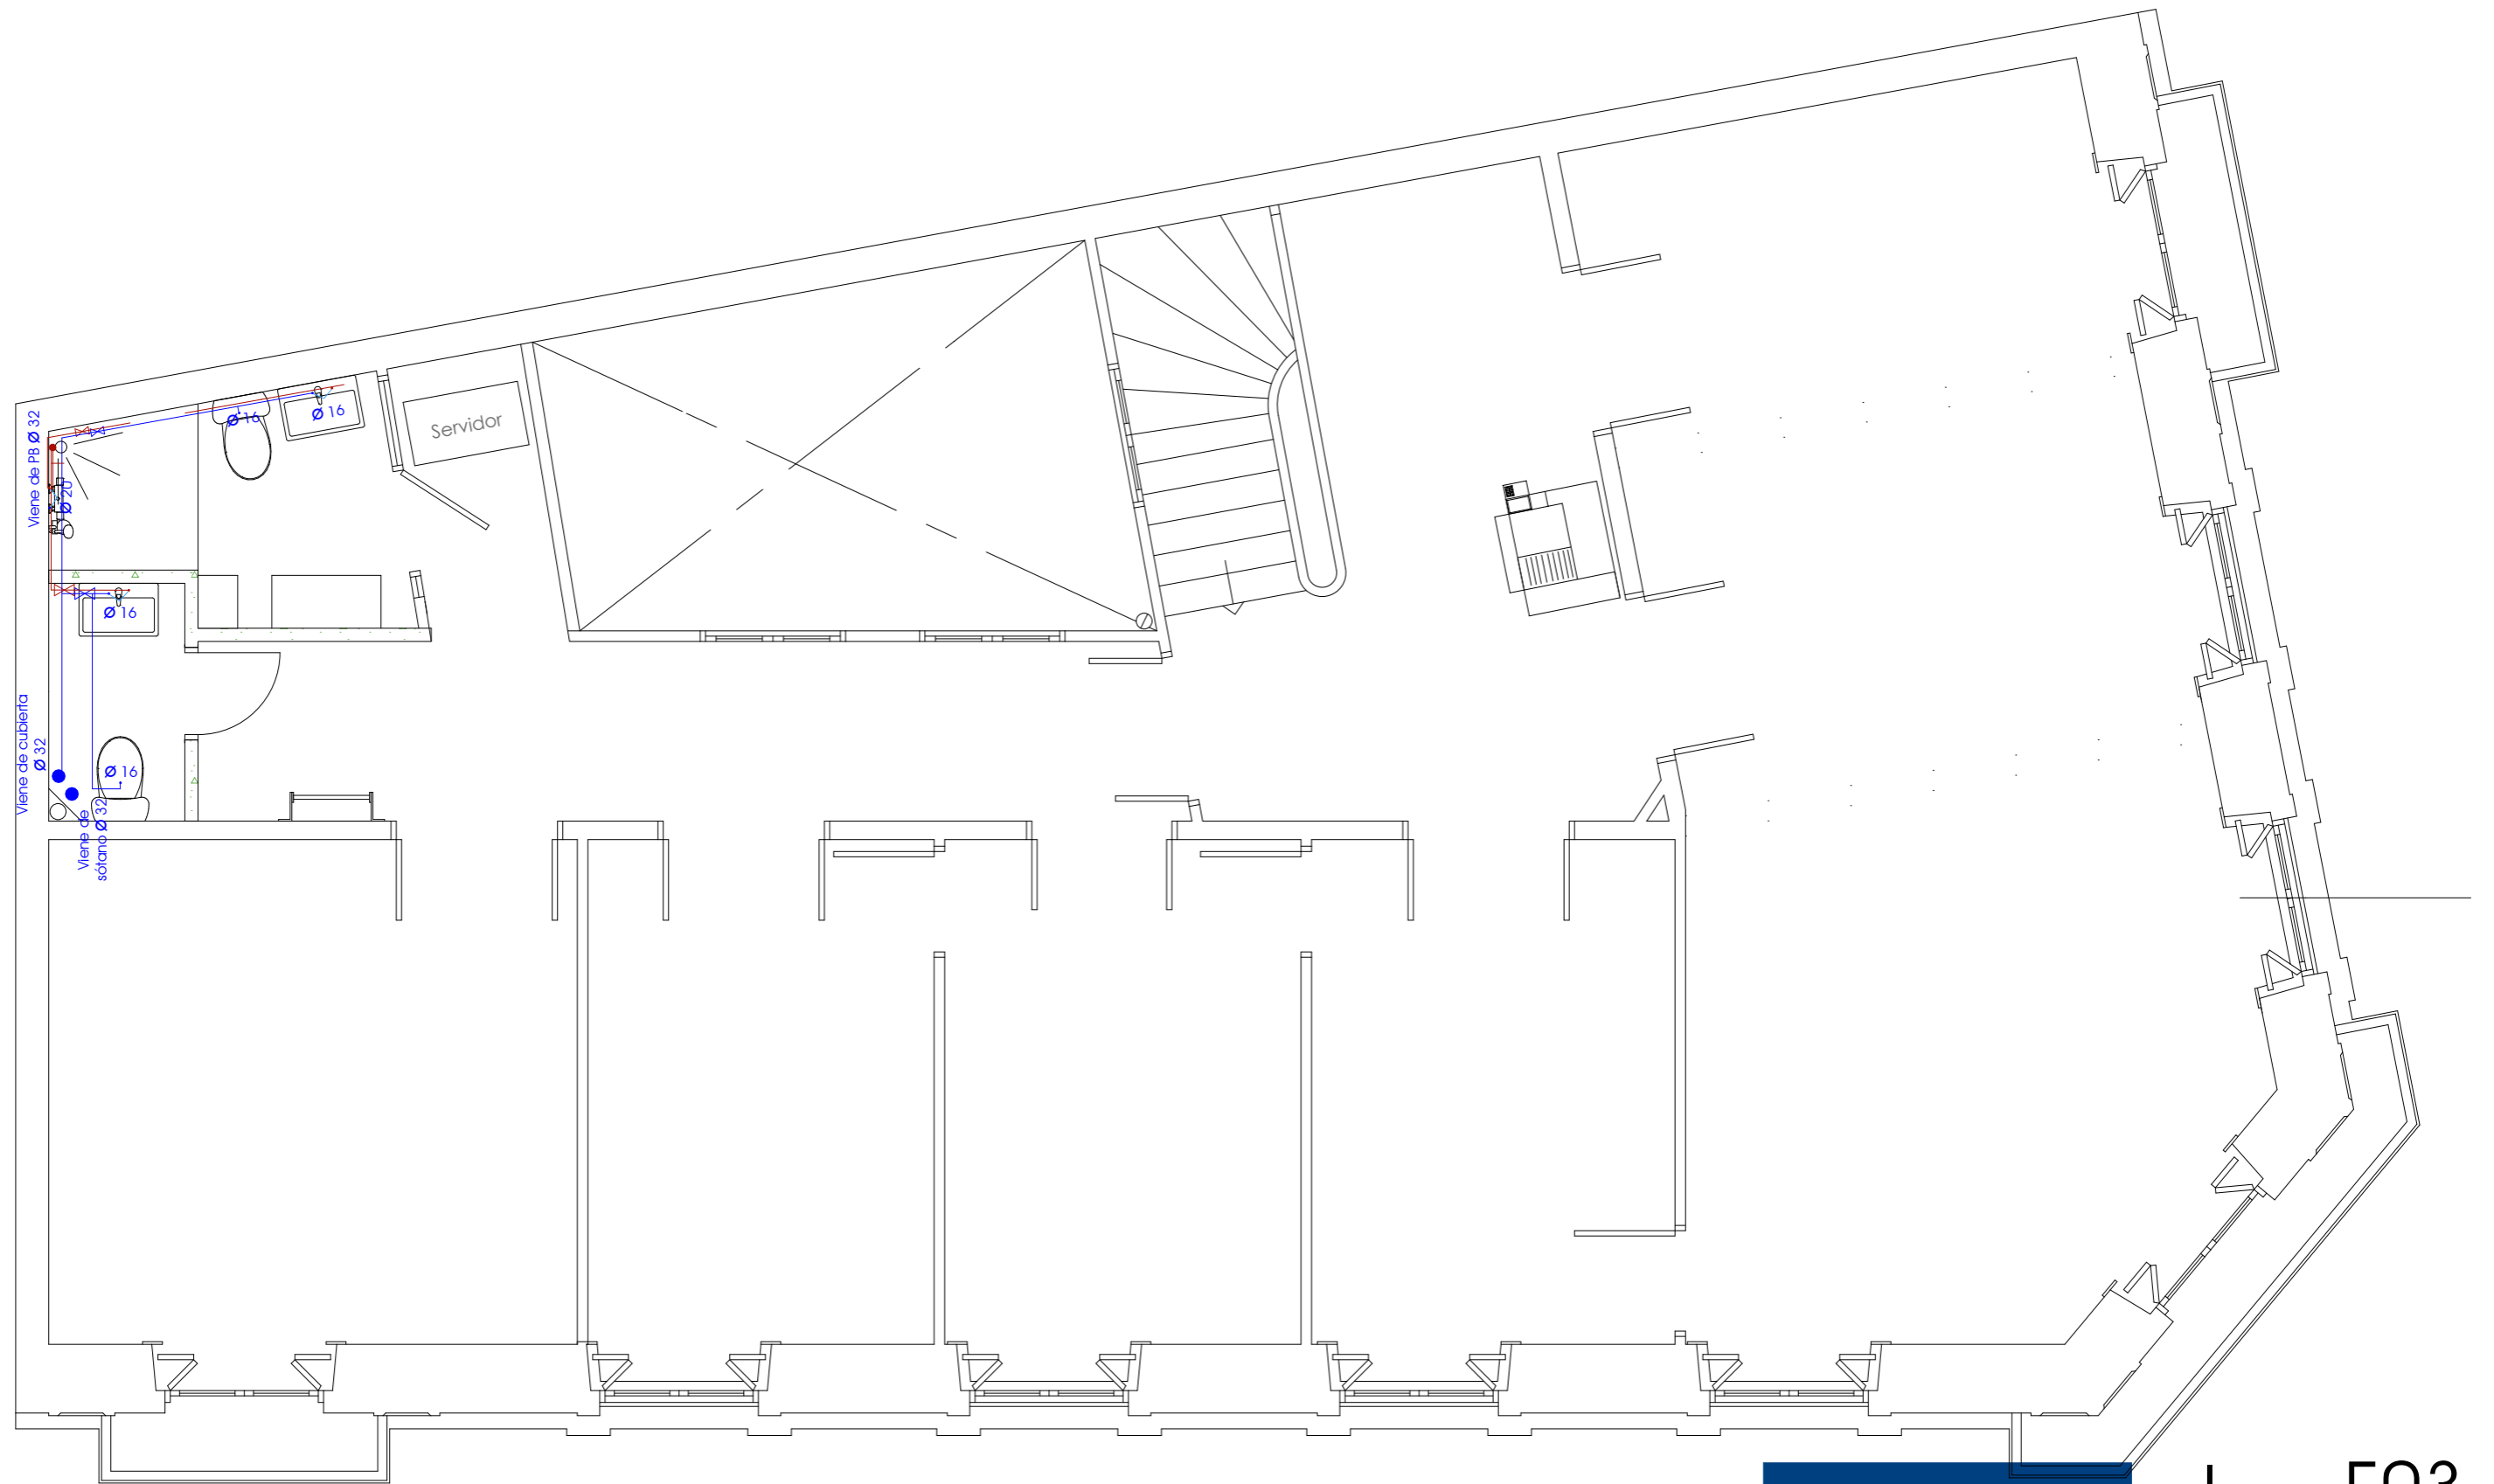 Viene de PB Ø 32
Ø 16
Ø 16
Servidor
Ø 20
Ø 16
Viene de cubierta
Ø 32
Ø 16
Viene de
sótano Ø 32